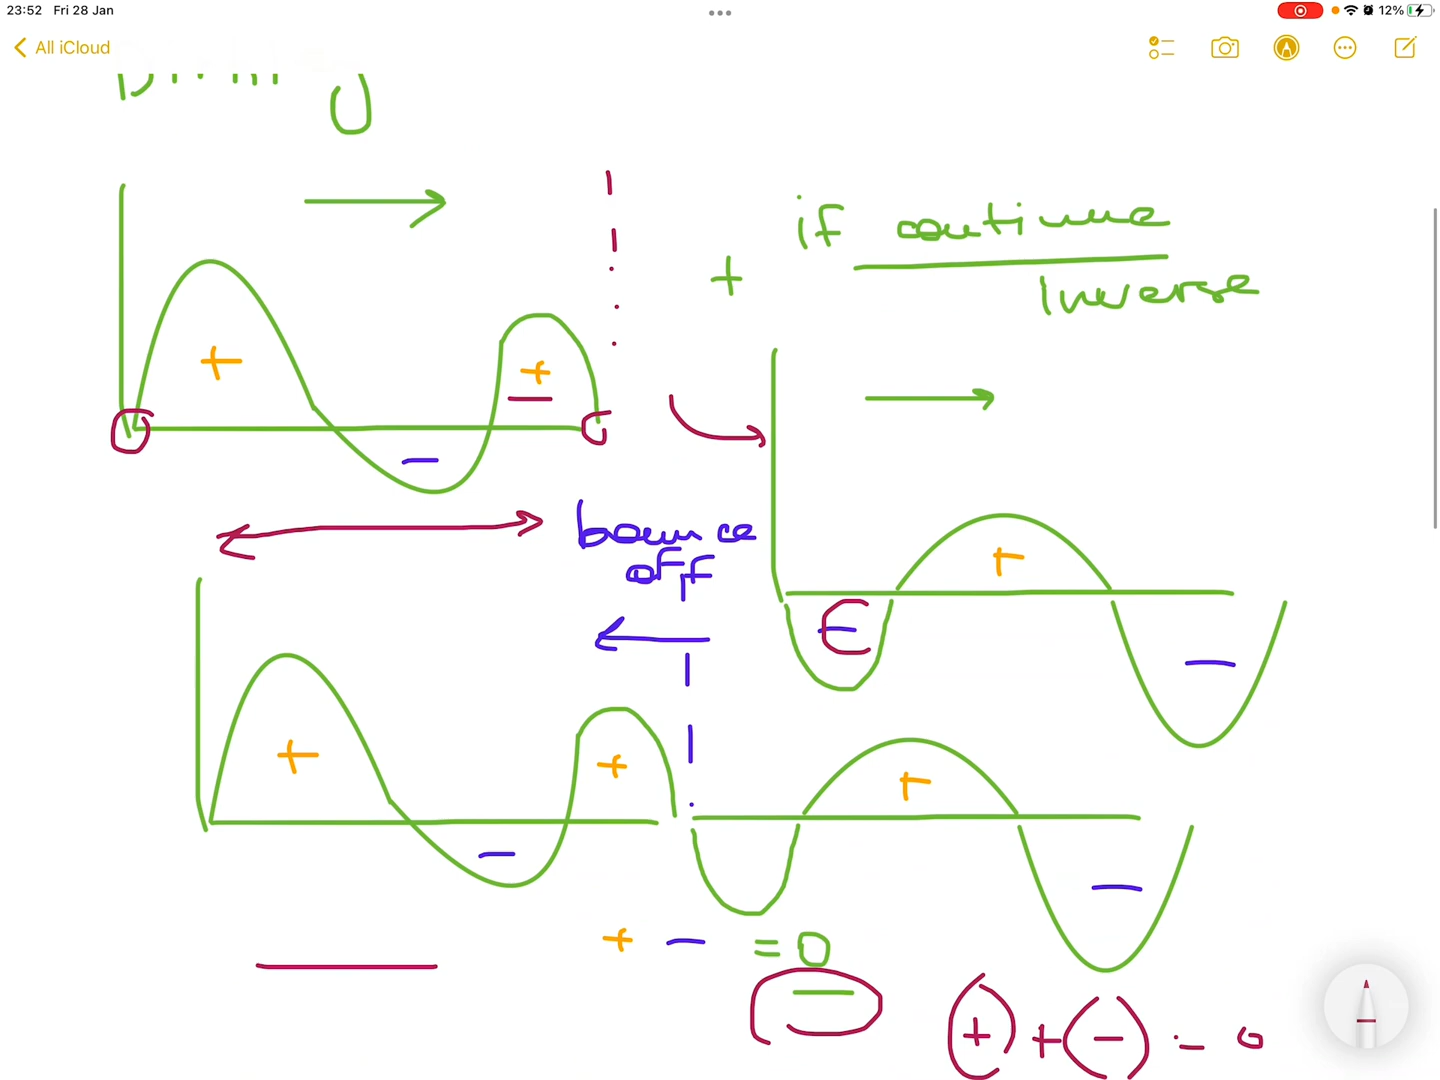 23:52 Fri 28 Jan
12%
All iCloud
if continue
+
Inverse
+
+
-
bounce
off
+
-
-
+
+
-
+
-
+ - = 0
(+) + (-) = 0